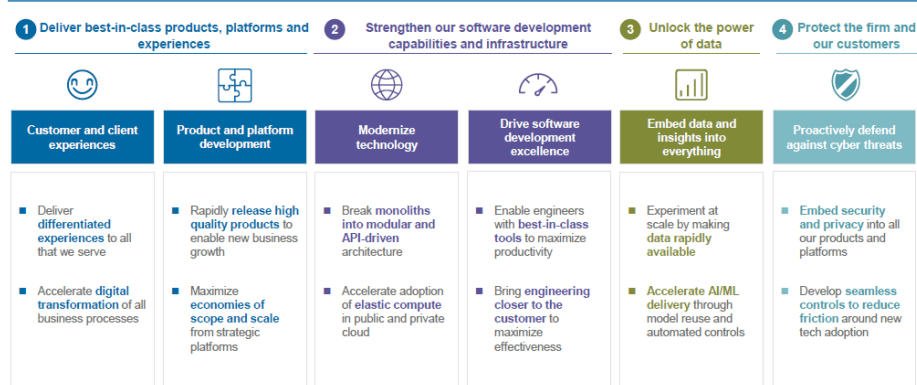 1 Deliver best-in-class products, platforms and
experiences
2 Strengthen our software development
capabilities and infrastructure
3 Unlock the power
of data
4 Protect the firm and
our customers
Customer and client
experiences
Product and platform
development
Modernize
technology
Drive software
development
excellence
Embed data and
insights into
everything
Proactively defend
against cyber threats
■ Deliver
differentiated
experiences to all
that we serve
■ Accelerate digital
transformation of all
business processes
■ Rapidly release high
quality products to
enable new business
growth
■ Maximize
economies of
scope and scale
from strategic
platforms
■ Break monoliths
into modular and
API-driven
architecture
■ Accelerate adoption
of elastic compute
in public and private
cloud
■ Enable engineers
with best-in-class
tools to maximize
productivity
■ Bring engineering
closer to the
customer to
maximize
effectiveness
■ Experiment at
scale by making
data rapidly
available
■ Accelerate AI/ML
delivery through
model reuse and
automated controls
■ Embed security
and privacy into all
our products and
platforms
■ Develop seamless
controls to reduce
friction around new
tech adoption